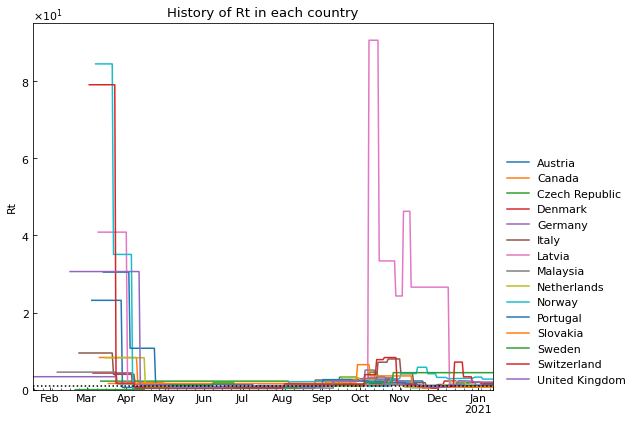 History of Rt in each country
×10¹
8
6
4
2
0
Rt
Feb Mar Apr May Jun Jul Aug Sep Oct Nov Dec Jan
2021
Austria
Canada
Czech Republic
Denmark
Germany
Italy
Latvia
Malaysia
Netherlands
Norway
Portugal
Slovakia
Sweden
Switzerland
United Kingdom